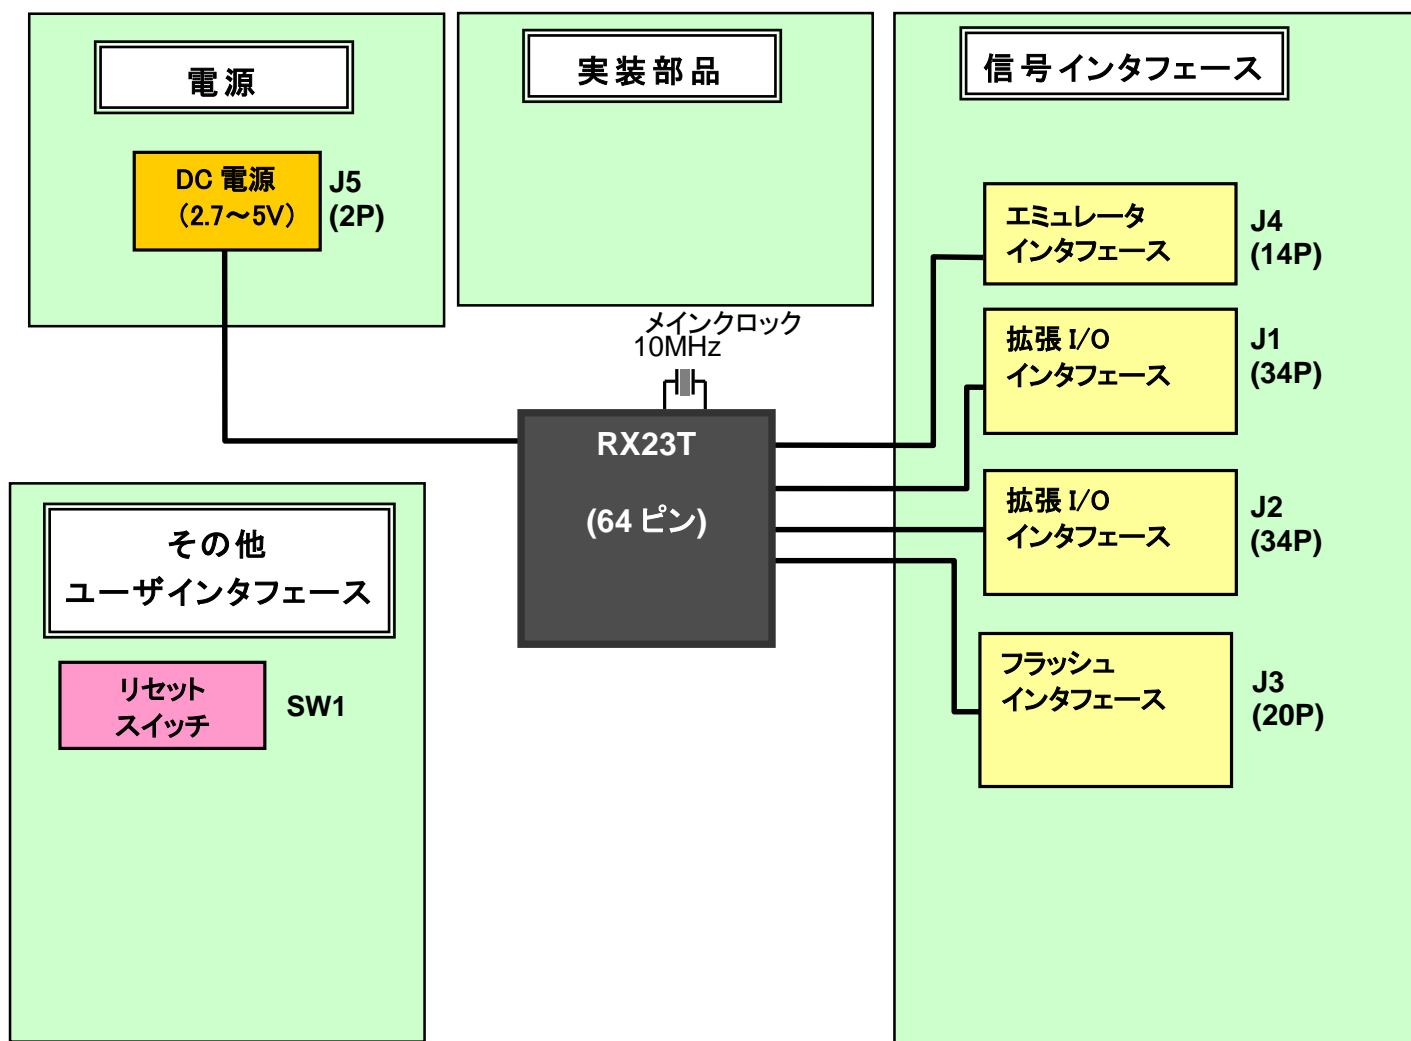 電源
DC 電源
（2.7～5V）
J5
(2P)
実装部品
メインクロック
10MHz
RX23T
(64 ピン)
その他
ユーザインタフェース
リセット
スイッチ
SW1
信号インタフェース
エミュレータ
インタフェース
J4
(14P)
拡張 I/O
インタフェース
J1
(34P)
拡張 I/O
インタフェース
J2
(34P)
フラッシュ
インタフェース
J3
(20P)